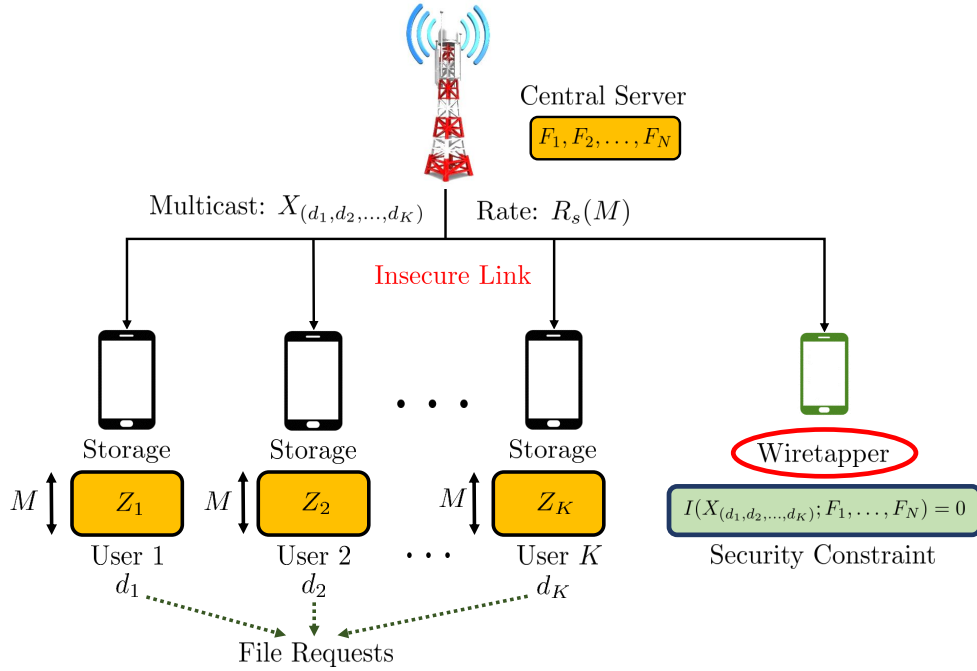 Central Server
F_1, F_2, ..., F_N
Multicast: X_(d_1,d_2,...,d_K) Rate: R_s(M)
Insecure Link
Storage Storage Storage
Wiretapper
M Z_1 M Z_2 M Z_K
I(X_(d_1,d_2,...,d_K); F_1, ..., F_N) = 0
User 1 User 2 ... User K
Security Constraint
d_1 d_2 d_K
File Requests